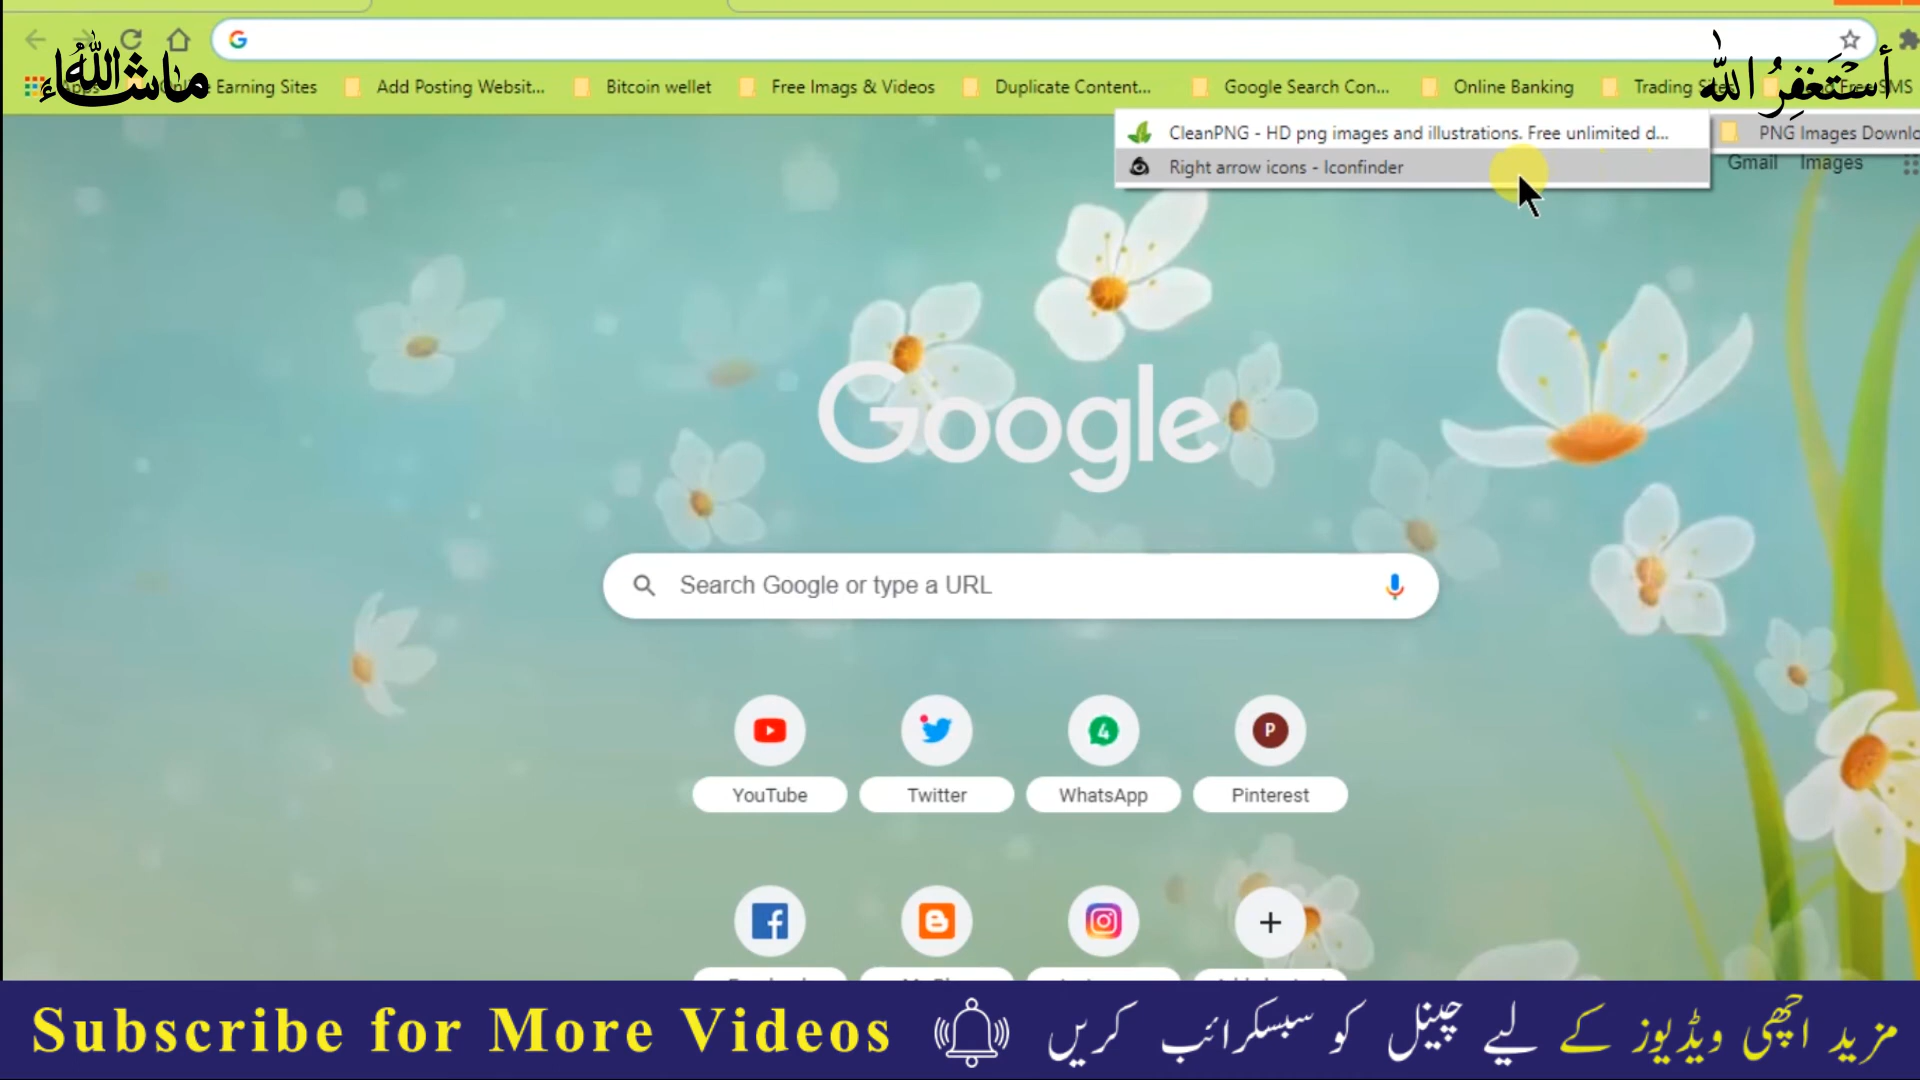 ماشاءالله
أستغفر الله
Earning Sites
Add Posting Websit...
Bitcoin wellet
Free Imags & Videos
Duplicate Content...
Google Search Con...
Online Banking
Trading
SMS
CleanPNG - HD png images and illustrations. Free unlimited d...
PNG Images Downlo
Right arrow icons - Iconfinder
Gmail Images
Google
Search Google or type a URL
4 P
YouTube Twitter WhatsApp Pinterest
Subscribe for More Videos
مزید اچھی ویڈیوز کے لیے چینل کو سبسکرائب کریں